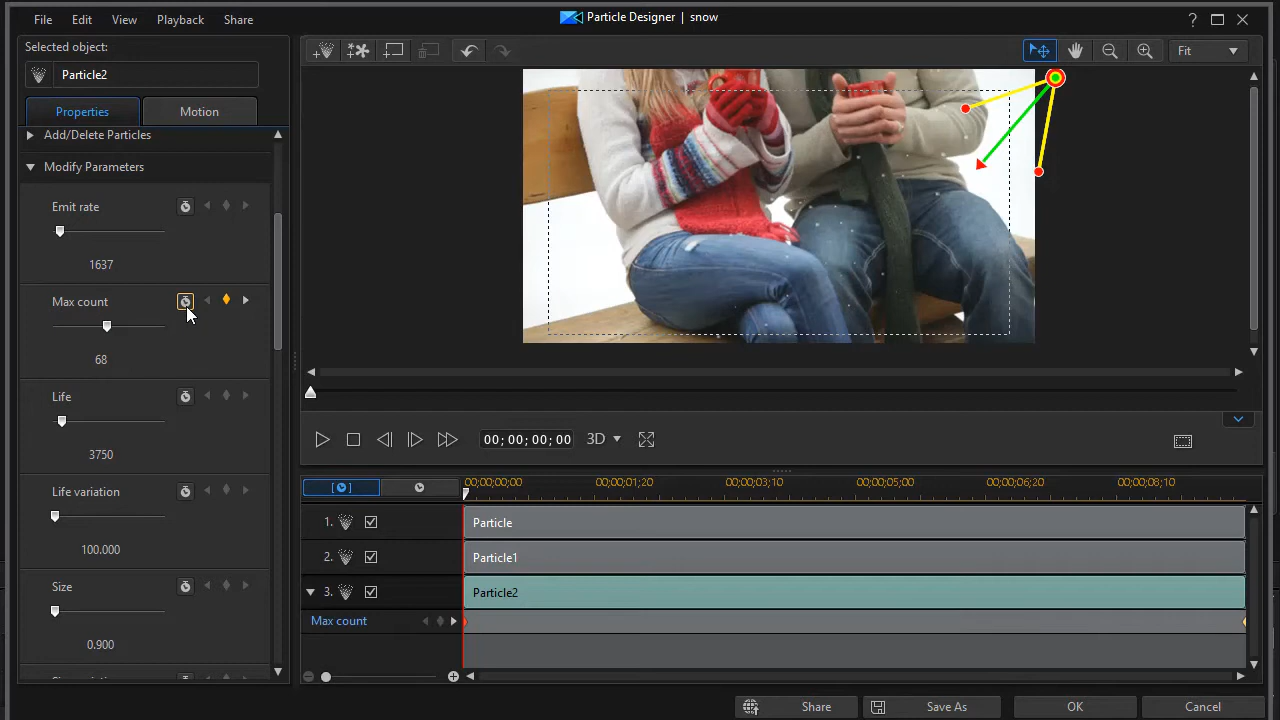 File Edit View Playback Share
Particle Designer | snow
?
Selected object:
Particle2
Properties Motion
Add/Delete Particles
Modify Parameters
Emit rate
1637
Max count
68
Life
3750
Life variation
100.000
Size
0.900
Fit
00;00;00;00
3D
00;00;00;00 00;00;01;20 00;00;03;10 00;00;05;00 00;00;06;20 00;00;08;10
1. Particle
2. Particle1
3. Particle2
Max count
Share Save As OK Cancel